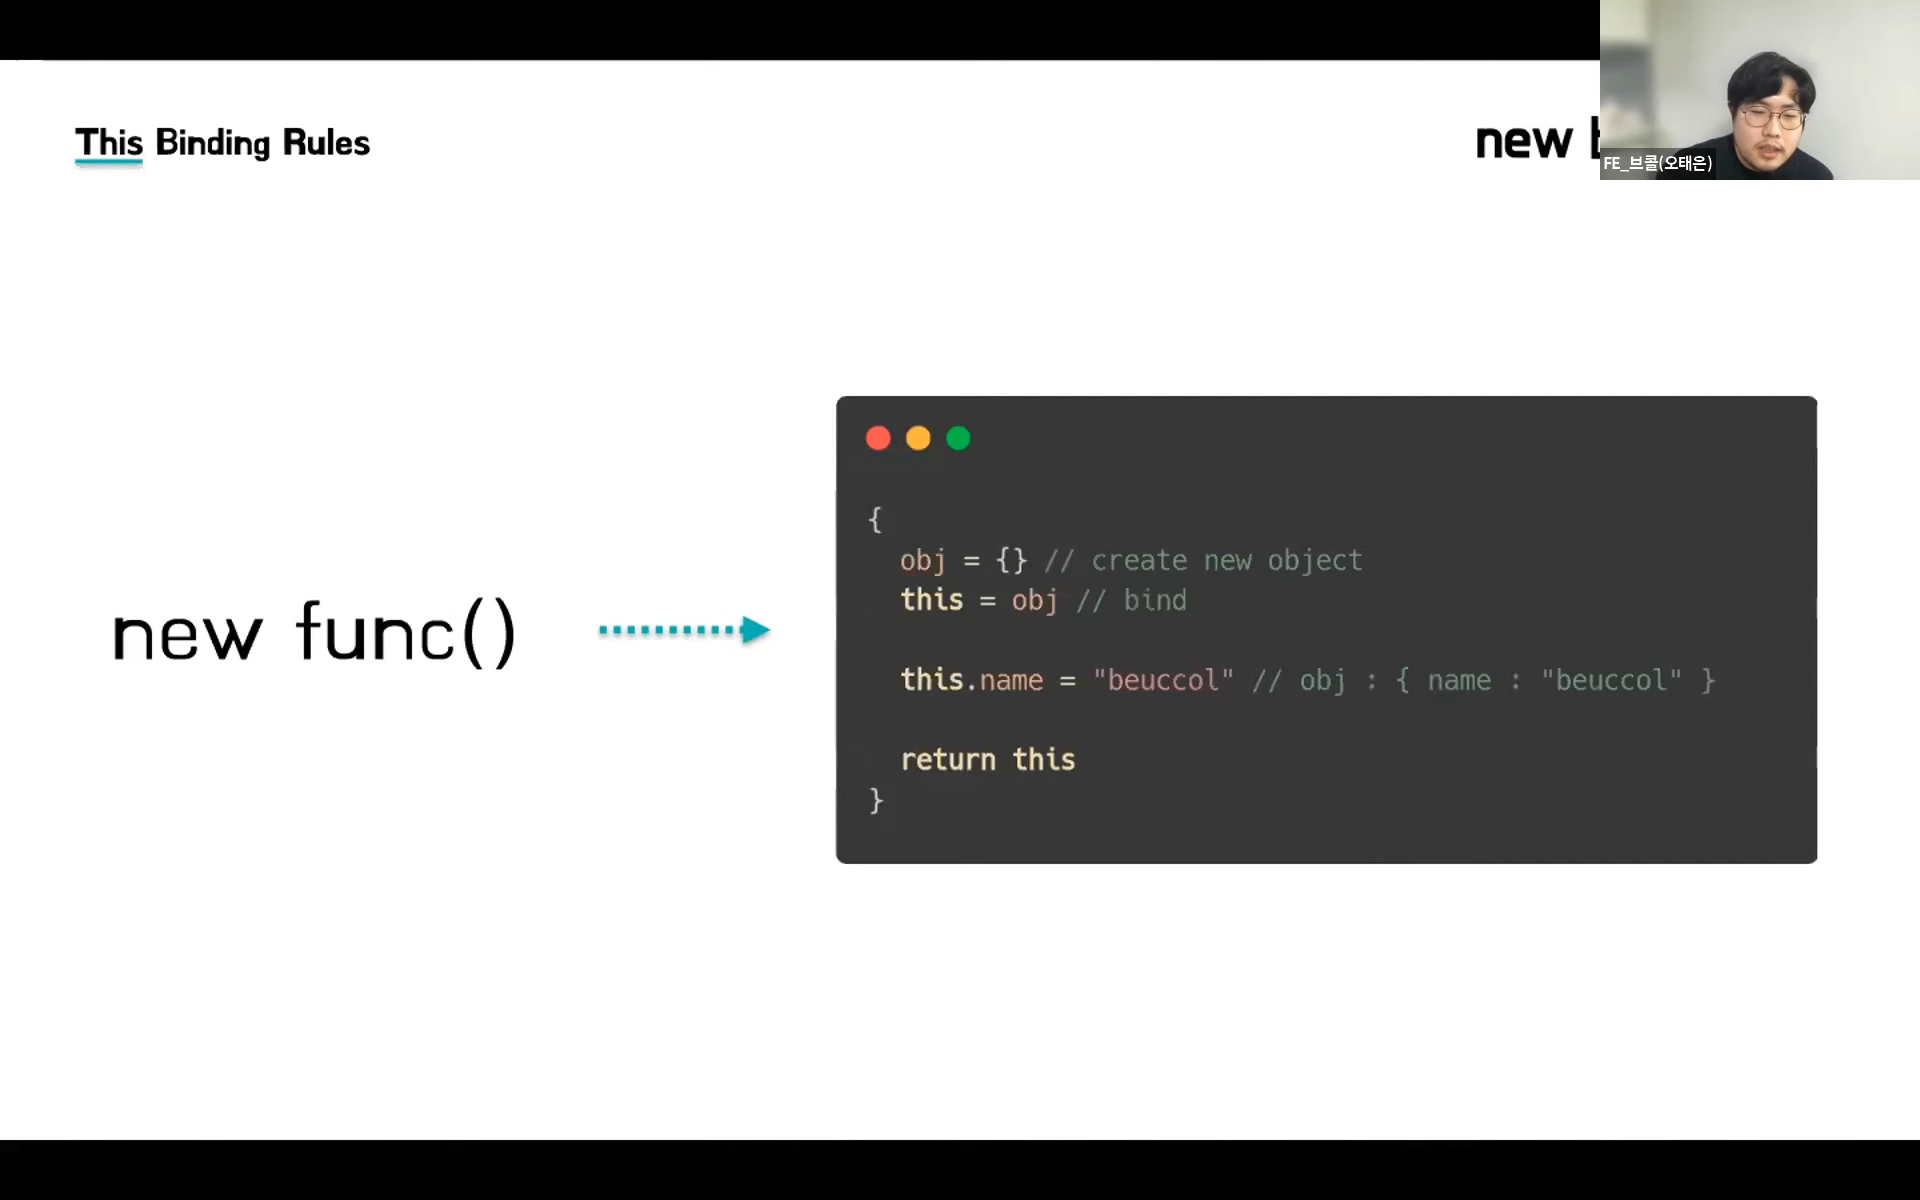 This Binding Rules
new
FE_브콜(오태은)
new func()
{
obj = {} // create new object
this = obj // bind
this.name = "beuccol" // obj : { name : "beuccol" }
return this
}